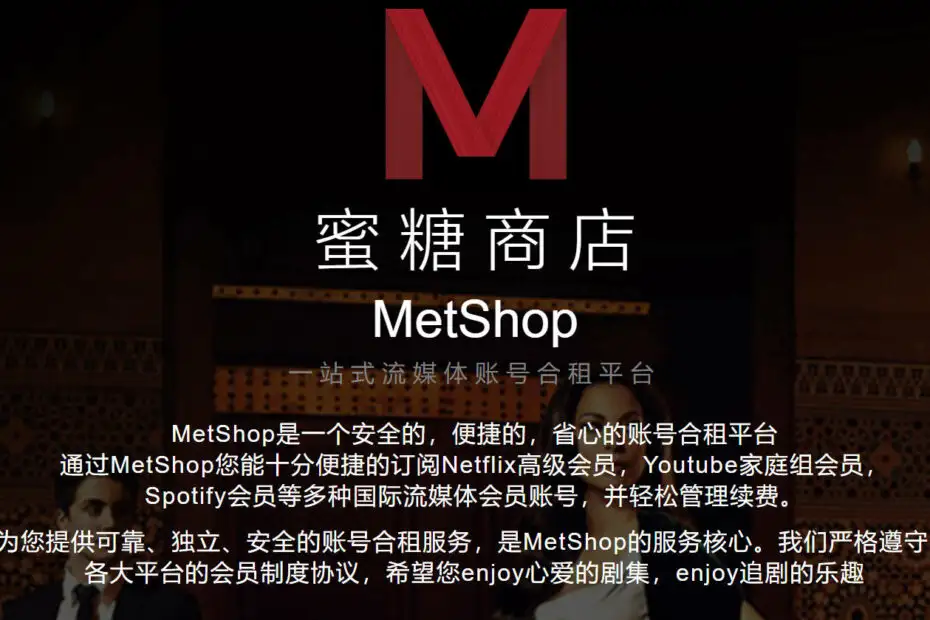 M
蜜糖商店
MetShop
一站式流媒体账号合租平台
MetShop是一个安全的，便捷的，省心的账号合租平台
通过MetShop您能十分便捷的订阅Netflix高级会员，Youtube家庭组会员，
Spotify会员等多种国际流媒体会员账号，并轻松管理续费。
为您提供可靠、独立、安全的账号合租服务，是MetShop的服务核心。我们严格遵守
各大平台的会员制度协议，希望您enjoy心爱的剧集，enjoy追剧的乐趣